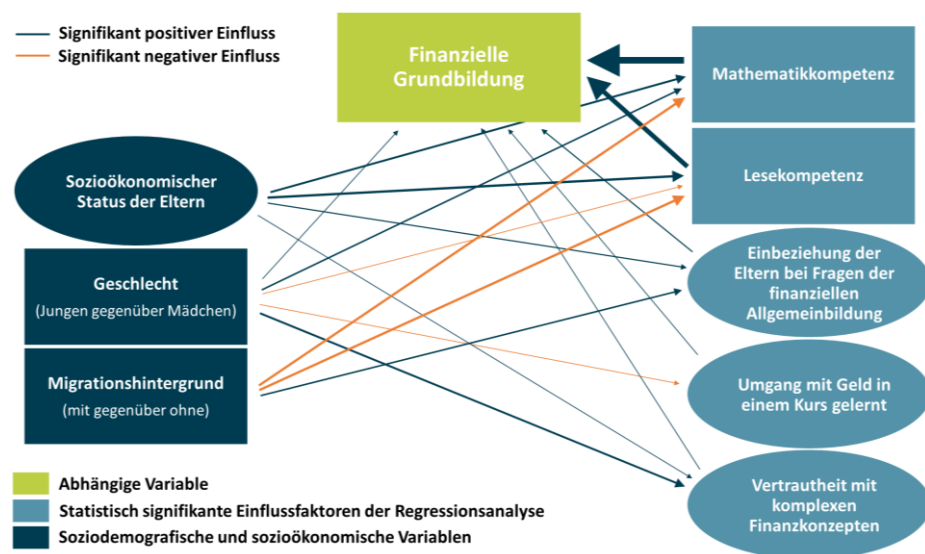 Signifikant positiver Einfluss
Signifikant negativer Einfluss
Finanzielle
Grundbildung
Mathematikkompetenz
Lesekompetenz
Sozioökonomischer
Status der Eltern
Geschlecht
(Jungen gegenüber Mädchen)
Migrationshintergrund
(mit gegenüber ohne)
Einbeziehung der
Eltern bei Fragen der
finanziellen
Allgemeinbildung
Umgang mit Geld in
einem Kurs gelernt
Vertrautheit mit
komplexen
Finanzkonzepten
Abhängige Variable
Statistisch signifikante Einflussfaktoren der Regressionsanalyse
Soziodemografische und sozioökonomische Variablen